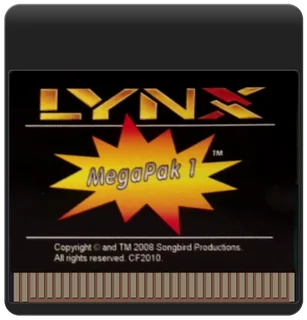 LYNX
MegaPak 1 ™
Copyright © and TM 2008 Songbird Productions.
All rights reserved. CF2010.